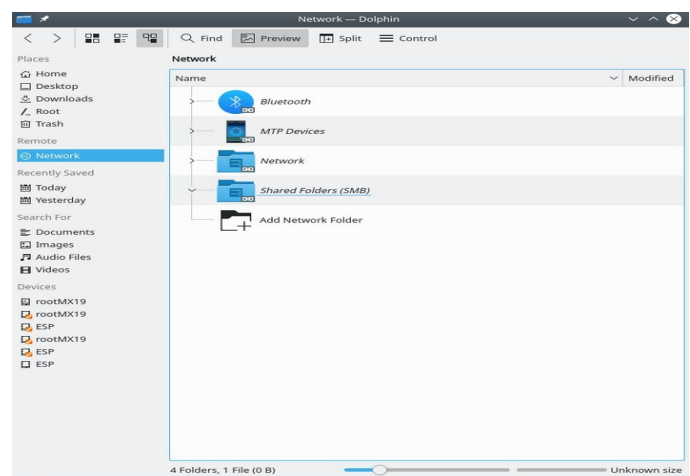 Network — Dolphin
Find Preview Split Control
Places
Home
Desktop
Downloads
Root
Trash
Remote
Network
Recently Saved
Today
Yesterday
Search For
Documents
Images
Audio Files
Videos
Devices
rootMX19
rootMX19
ESP
rootMX19
ESP
ESP
Network
Name Modified
Bluetooth
MTP Devices
Network
Shared Folders (SMB)
Add Network Folder
4 Folders, 1 File (0 B) Unknown size